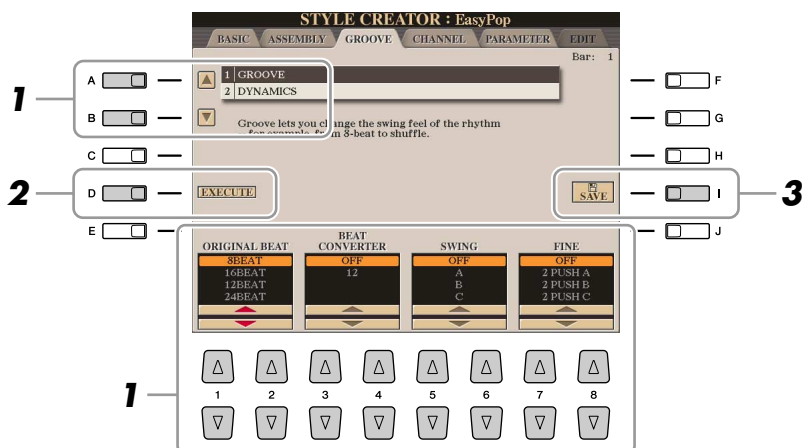 STYLE CREATOR : EasyPop
BASIC ASSEMBLY GROOVE CHANNEL PARAMETER EDIT
Bar: 1
1 GROOVE
2 DYNAMICS
Groove lets you change the swing feel of the rhythm
for example, from 8-beat to shuffle.
EXECUTE
SAVE
ORIGINAL BEAT
8BEAT
16BEAT
12BEAT
24BEAT
BEAT
CONVERTER
OFF
12
SWING
OFF
A
B
C
FINE
OFF
2 PUSH A
2 PUSH B
2 PUSH C
A
B
C
D
E
F
G
H
I
J
1
2
3
1
1 2 3 4 5 6 7 8